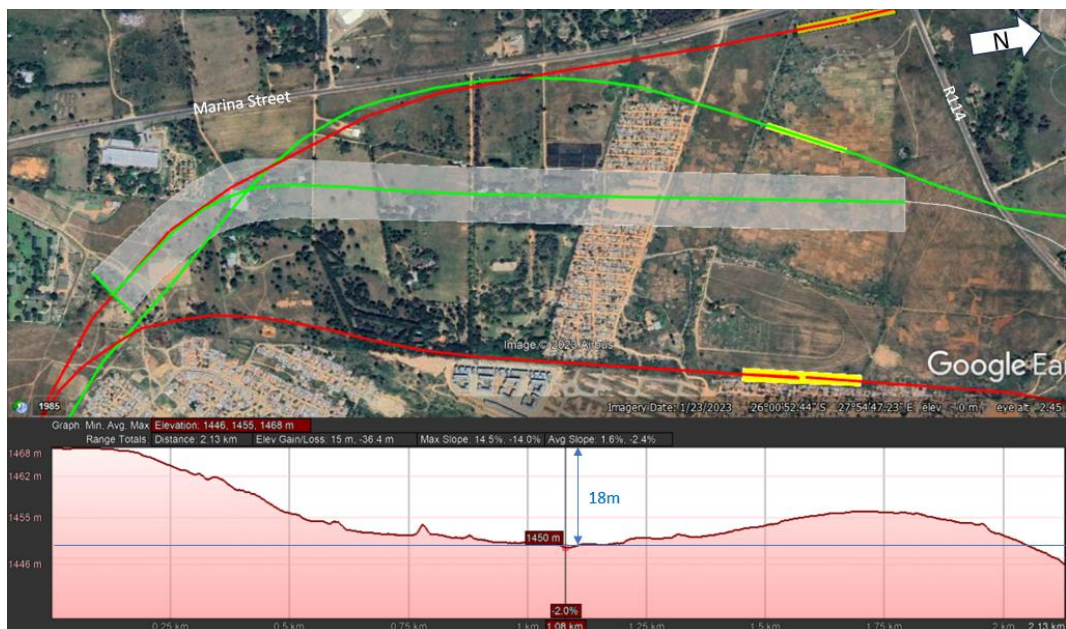 N
Marina Street
R114
Image © 2023 Airbus
Google Ear
1985
Imagery Date: 1/23/2023 26°00'52.44" S 27°54'47.23" E elev 0 m eye alt 2.45
Graph: Min, Avg, Max Elevation: 1446, 1455, 1468 m
Range Totals Distance: 2.13 km Elev Gain/Loss: 15 m, -36.4 m Max Slope: 14.5%, -14.0% Avg Slope: 1.6%, -2.4%
1468 m
1462 m
18m
1455 m
1450 m
1446 m
-2.0%
0.25 km 0.5 km 0.75 km 1 km 1.08 km 1.25 km 1.5 km 1.75 km 2 km 2.13 km